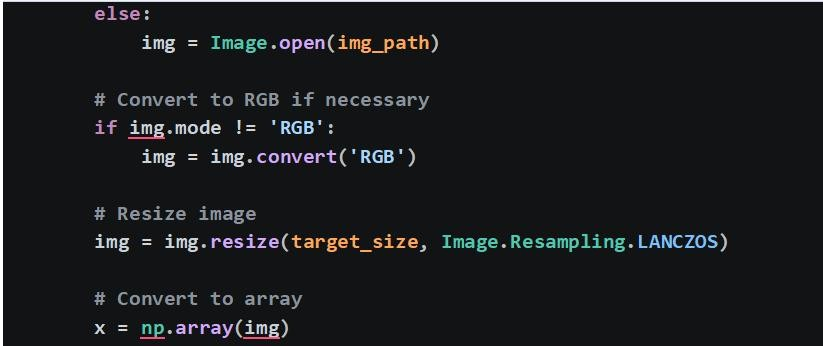 else:
img = Image.open(img_path)
# Convert to RGB if necessary
if img.mode != 'RGB':
img = img.convert('RGB')
# Resize image
img = img.resize(target_size, Image.Resampling.LANCZOS)
# Convert to array
x = np.array(img)